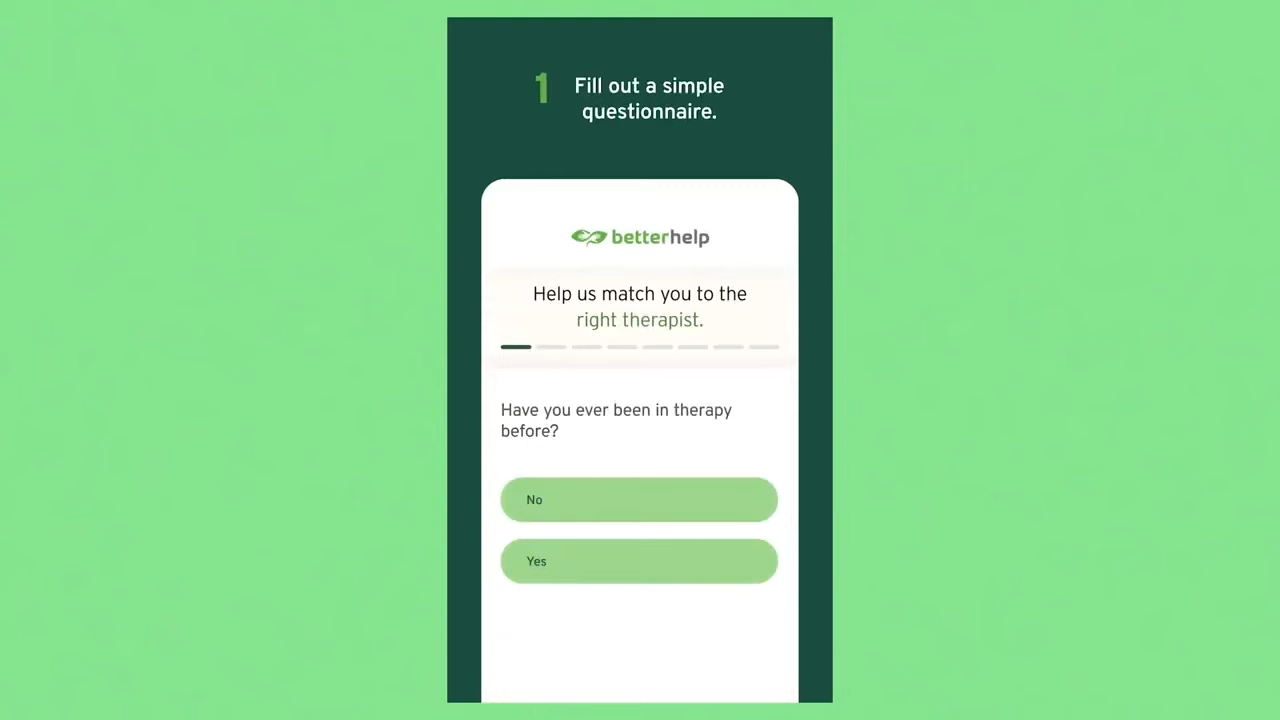 1
Fill out a simple
questionnaire.
betterhelp
Help us match you to the
right therapist.
Have you ever been in therapy
before?
No
Yes